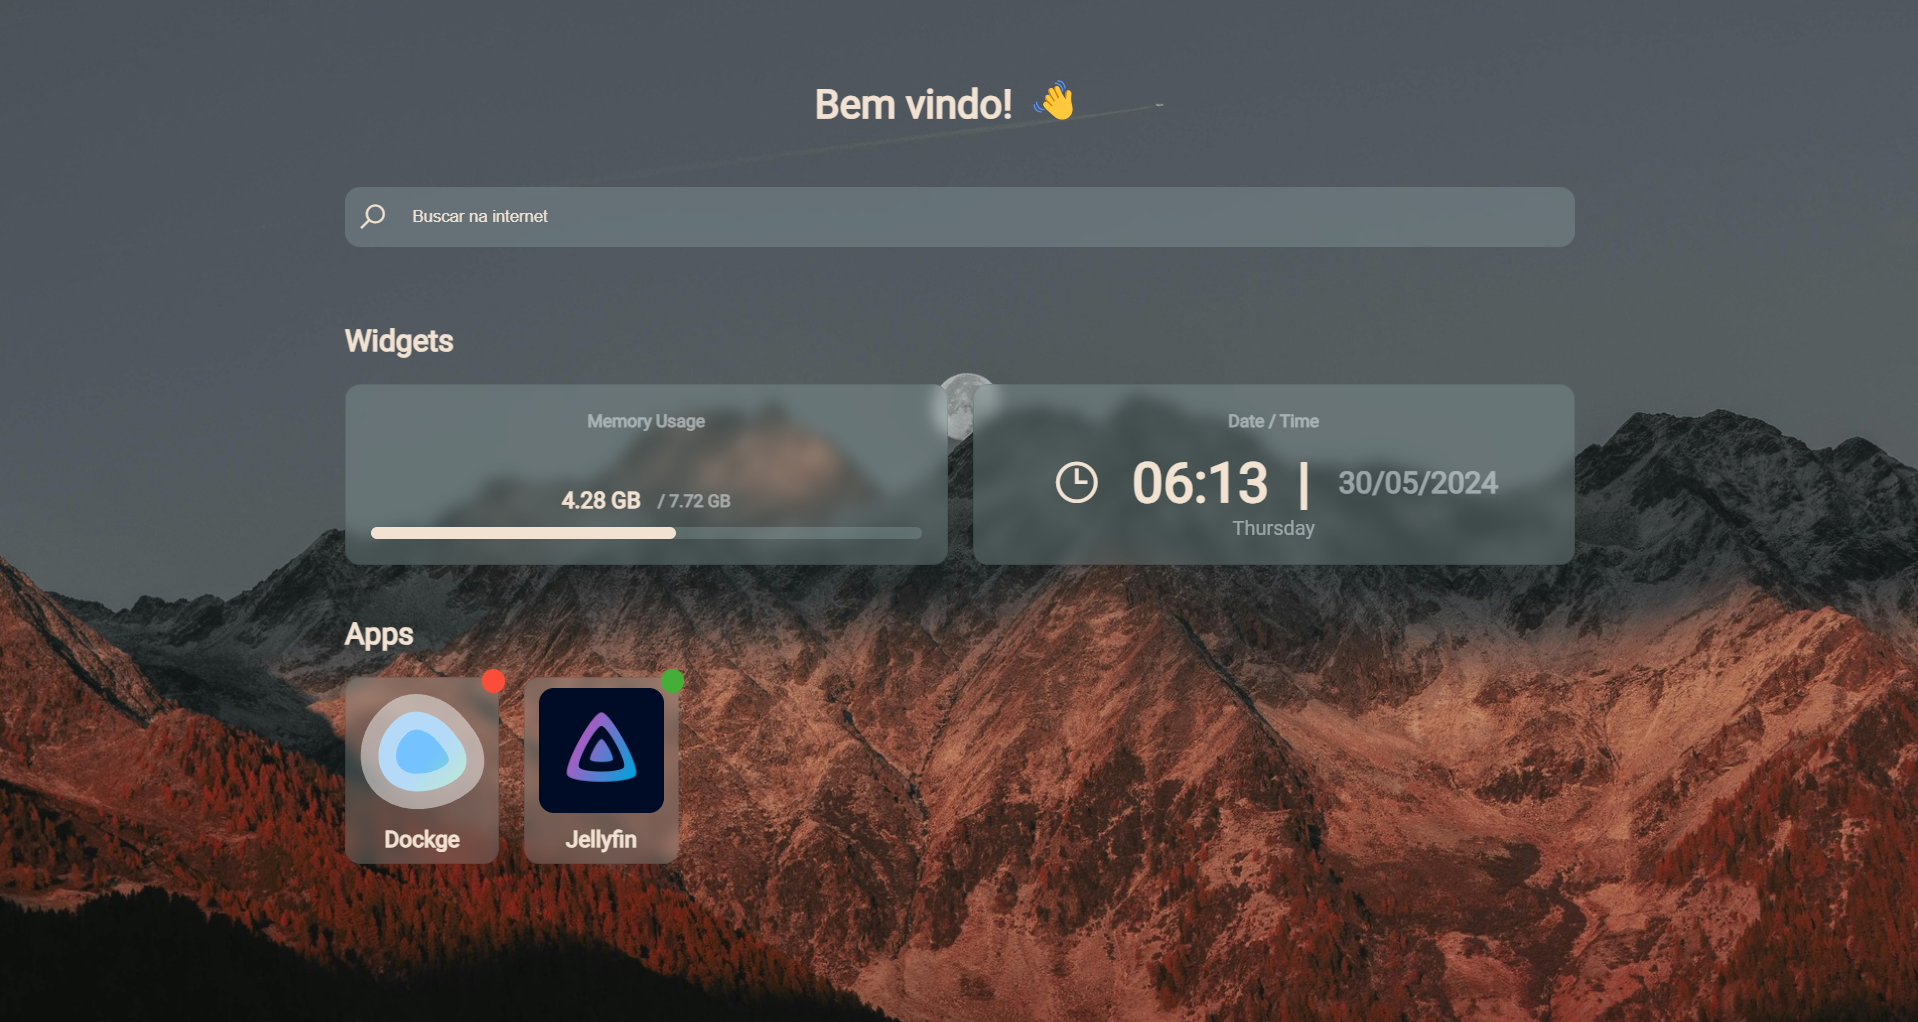 Bem vindo! 👋
Buscar na internet
Widgets
Memory Usage
4.28 GB / 7.72 GB
Date / Time
06:13 | 30/05/2024
Thursday
Apps
Dockge
Jellyfin